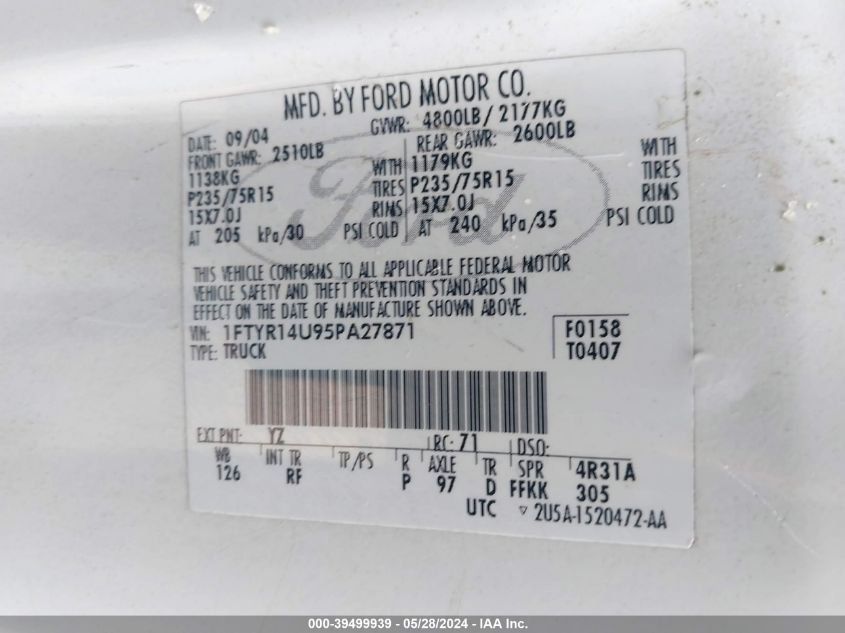 MFD. BY FORD MOTOR CO.
DATE: 09/04 GVWR: 4800LB / 2177KG
FRONT GAWR: 2510LB REAR GAWR: 2600LB
1138KG WITH 1179KG WITH
P235/75R15 TIRES P235/75R15 TIRES
15X7.0J RIMS 15X7.0J RIMS
AT 205 kPa/30 PSI COLD AT 240 kPa/35 PSI COLD
Ford
THIS VEHICLE CONFORMS TO ALL APPLICABLE FEDERAL MOTOR
VEHICLE SAFETY AND THEFT PREVENTION STANDARDS IN
EFFECT ON THE DATE OF MANUFACTURE SHOWN ABOVE.
VIN: 1FTYR14U95PA27871 F0158
TYPE: TRUCK T0407
EXT PNT: YZ RC: 71 DSO:
WB INT TR TP/PS R AXLE TR SPR 4R31A
126 RF P 97 D FFKK 305
UTC ▽ 2U5A-1520472-AA
000-39499939 - 05/28/2024 - IAA Inc.